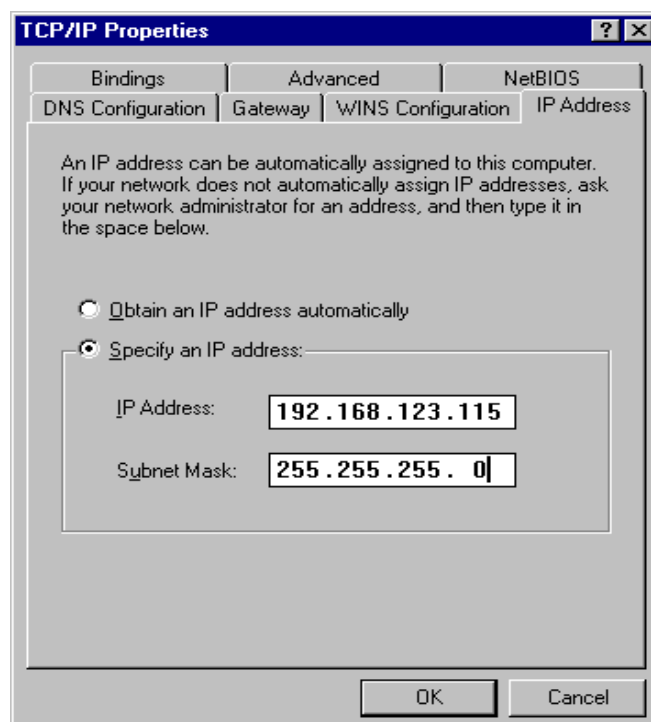 TCP/IP Properties
? ×
Bindings Advanced NetBIOS
DNS Configuration Gateway WINS Configuration IP Address
An IP address can be automatically assigned to this computer.
If your network does not automatically assign IP addresses, ask
your network administrator for an address, and then type it in
the space below.
Obtain an IP address automatically
Specify an IP address:
IP Address: 192.168.123.115
Subnet Mask: 255.255.255. 0
OK Cancel